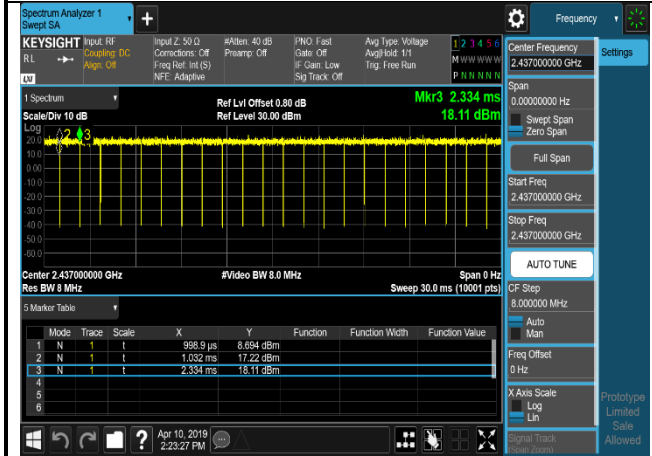 Spectrum Analyzer 1
Swept SA
+
Frequency
KEYSIGHT Input: RF
Coupling: DC
Align: Off
RL
Input Z: 50 Ω
Corrections: Off
Freq Ref: Int (S)
NFE: Adaptive
#Atten: 40 dB
Preamp: Off
PNO: Fast
Gate: Off
IF Gain: Low
Sig Track: Off
Avg Type: Voltage
Avg|Hold: 1/1
Trig: Free Run
1 2 3 4 5 6
M W W W W W
P N N N N N
LXI
1 Spectrum
Scale/Div 10 dB
Ref Lvl Offset 0.80 dB
Ref Level 30.00 dBm
Mkr3 2.334 ms
18.11 dBm
Log
2 3
20.0
10.0
0.00
-10.0
-20.0
-30.0
-40.0
-50.0
-60.0
Center 2.437000000 GHz
#Video BW 8.0 MHz
Span 0 Hz
Res BW 8 MHz
Sweep 30.0 ms (10001 pts)
5 Marker Table
Mode Trace Scale X Y Function Function Width Function Value
1 N 1 t 998.9 µs 8.694 dBm
2 N 1 t 1.032 ms 17.22 dBm
3 N 1 t 2.334 ms 18.11 dBm
4
5
6
?
Apr 10, 2019
2:23:27 PM
Center Frequency
2.437000000 GHz
Settings
Span
0.00000000 Hz
Swept Span
Zero Span
Full Span
Start Freq
2.437000000 GHz
Stop Freq
2.437000000 GHz
AUTO TUNE
CF Step
8.000000 MHz
Auto
Man
Freq Offset
0 Hz
X Axis Scale
Log
Lin
Signal Track
(Span Zoom)
Prototype
Limited
Sale
Allowed